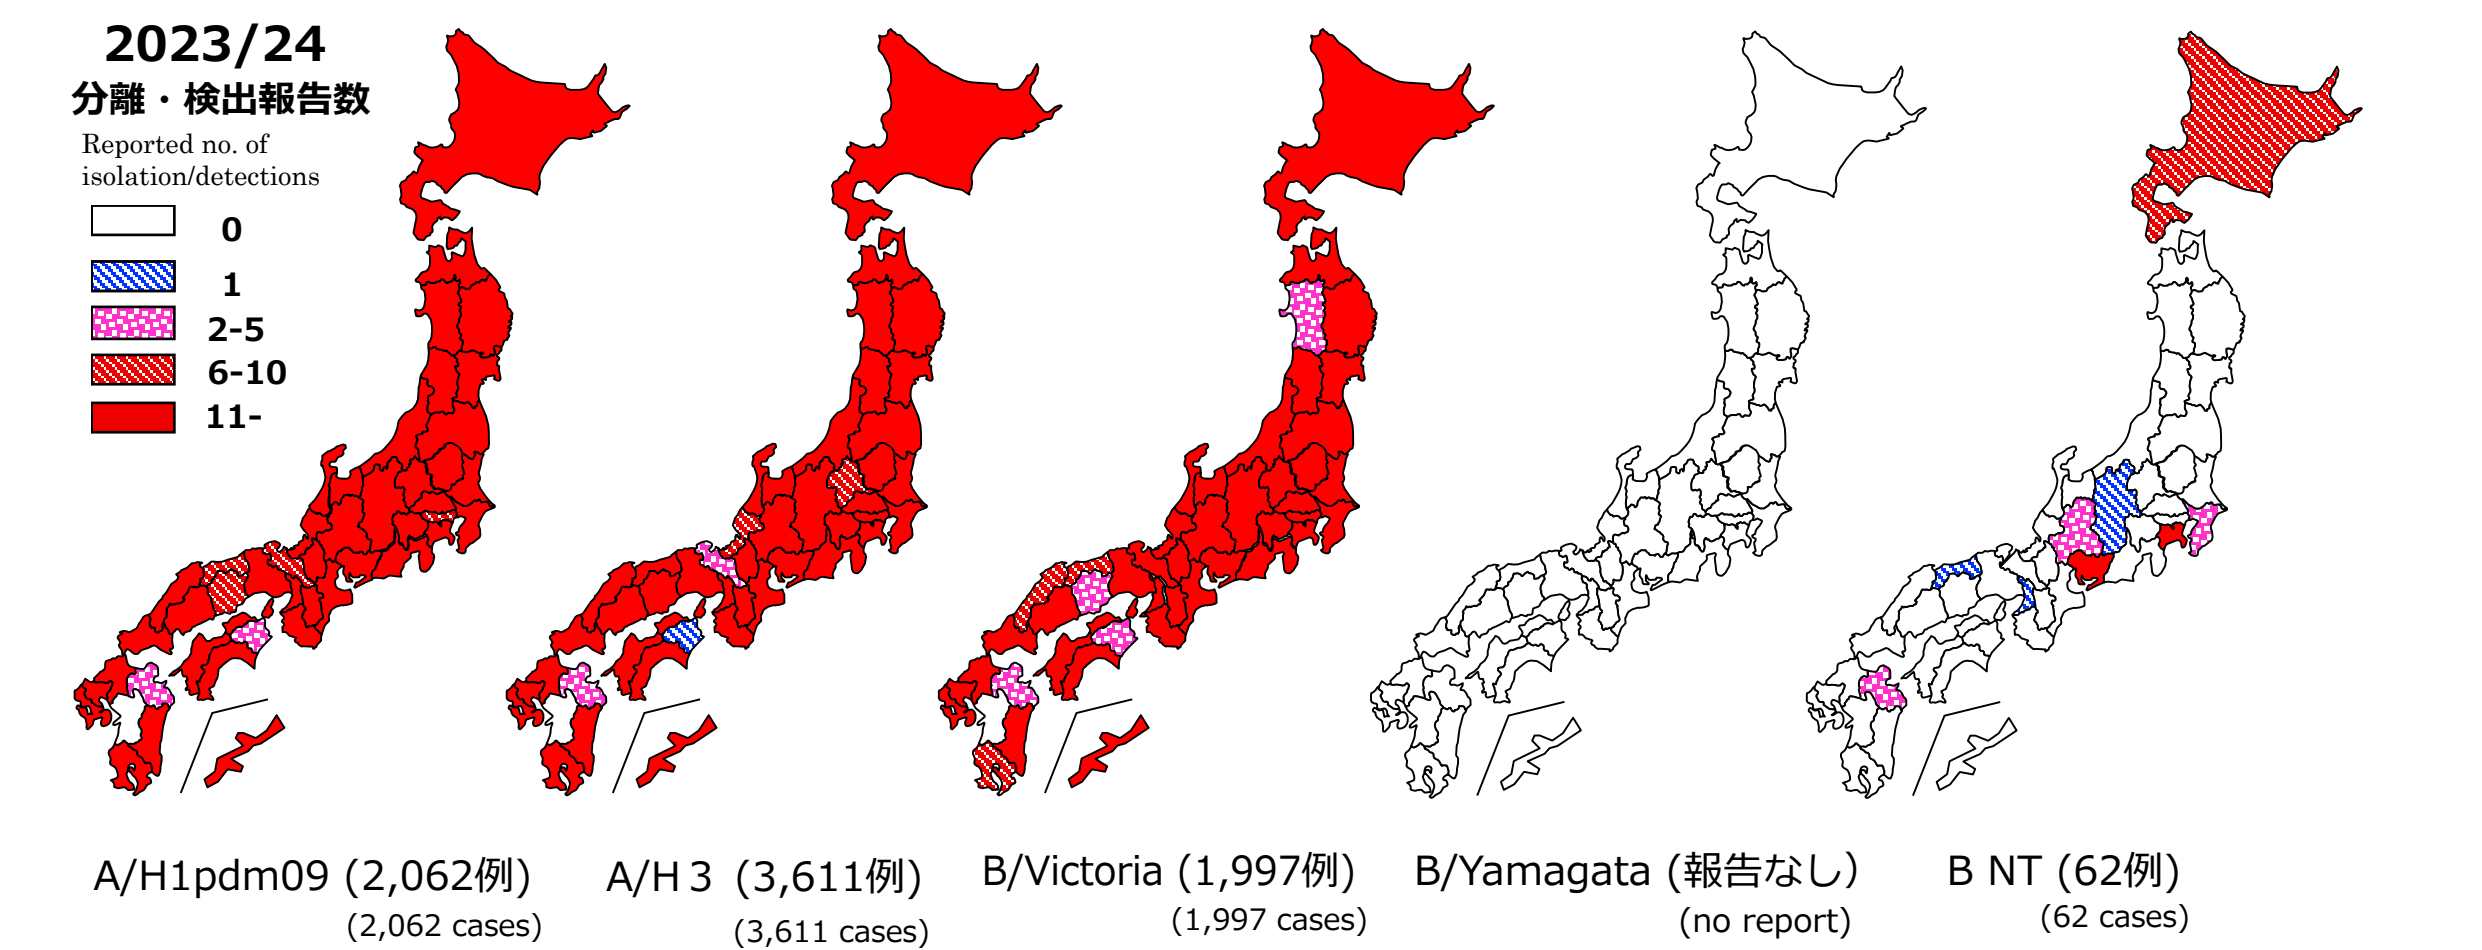 2023/24
分離・検出報告数
Reported no. of
isolation/detections
0
1
2-5
6-10
11-
A/H1pdm09 (2,062例)
(2,062 cases)
A/H３ (3,611例)
(3,611 cases)
B/Victoria (1,997例)
(1,997 cases)
B/Yamagata (報告なし）
(no report)
B NT (62例)
(62 cases)